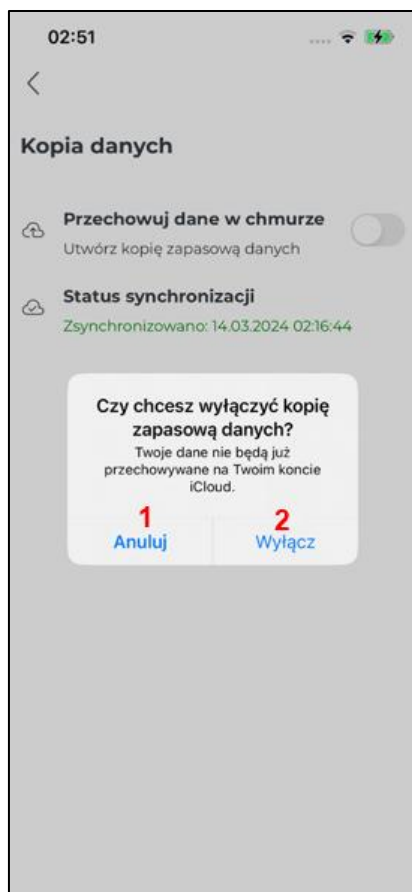 02:51
Kopia danych
Przechowuj dane w chmurze
Utwórz kopię zapasową danych
Status synchronizacji
Zsynchronizowano: 14.03.2024 02:16:44
Czy chcesz wyłączyć kopię
zapasową danych?
Twoje dane nie będą już
przechowywane na Twoim koncie
iCloud.
1 2
Anuluj Wyłącz